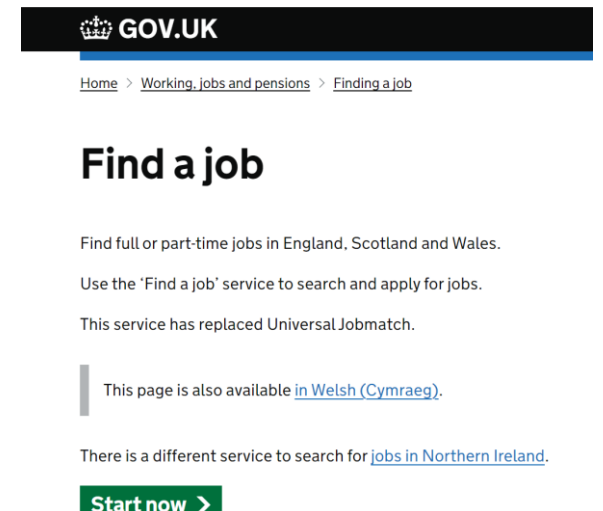 GOV.UK
Home > Working, jobs and pensions > Finding a job
Find a job
Find full or part-time jobs in England, Scotland and Wales.
Use the ‘Find a job’ service to search and apply for jobs.
This service has replaced Universal Jobmatch.
This page is also available in Welsh (Cymraeg).
There is a different service to search for jobs in Northern Ireland.
Start now >